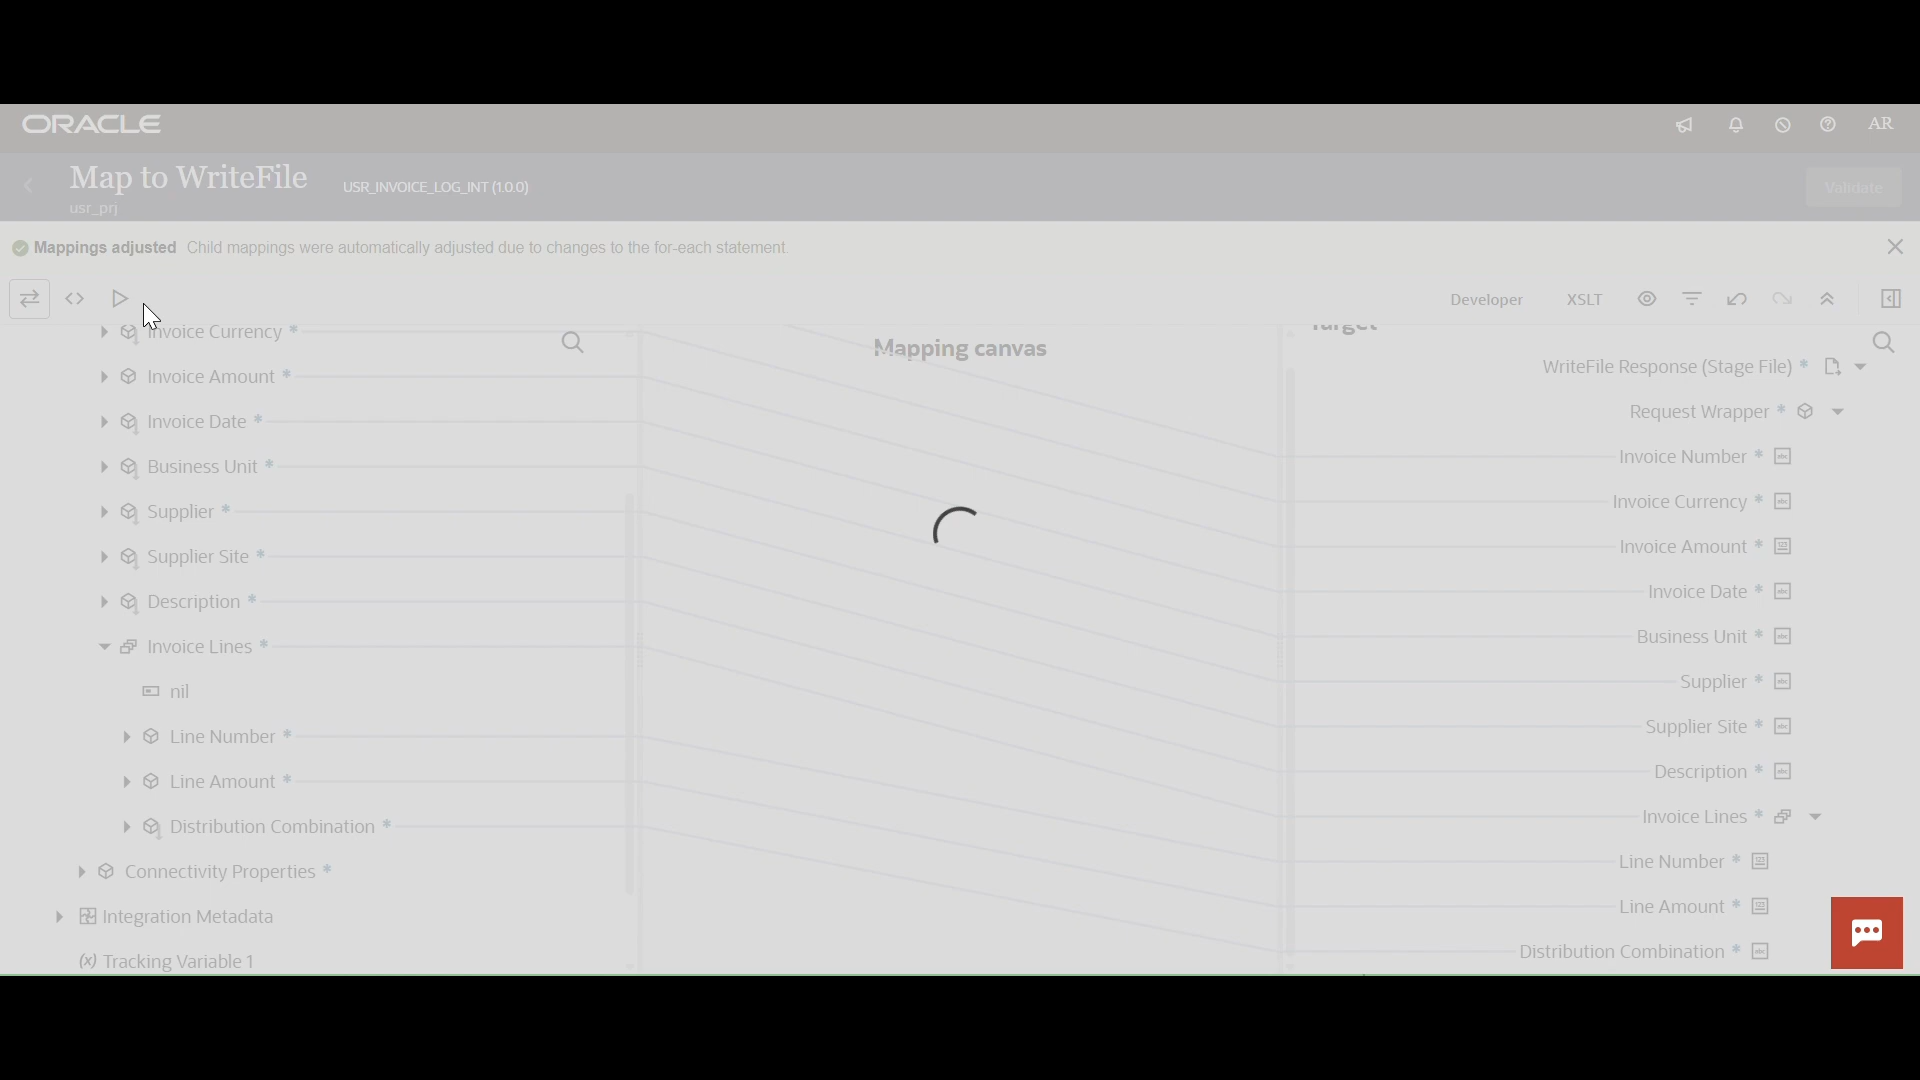 ORACLE
AR
Map to WriteFile
USR_INVOICE_LOG_INT (1.0.0)
usr_prj
Validate
Mappings adjusted Child mappings were automatically adjusted due to changes to the for-each statement.
Developer
XSLT
Mapping canvas
Target
Invoice Currency *
Invoice Amount *
Invoice Date *
Business Unit *
Supplier *
Supplier Site *
Description *
Invoice Lines *
nil
Line Number *
Line Amount *
Distribution Combination *
Connectivity Properties *
Integration Metadata
(x) Tracking Variable 1
WriteFile Response (Stage File) *
Request Wrapper *
Invoice Number *
Invoice Currency *
Invoice Amount *
Invoice Date *
Business Unit *
Supplier *
Supplier Site *
Description *
Invoice Lines *
Line Number *
Line Amount *
Distribution Combination *